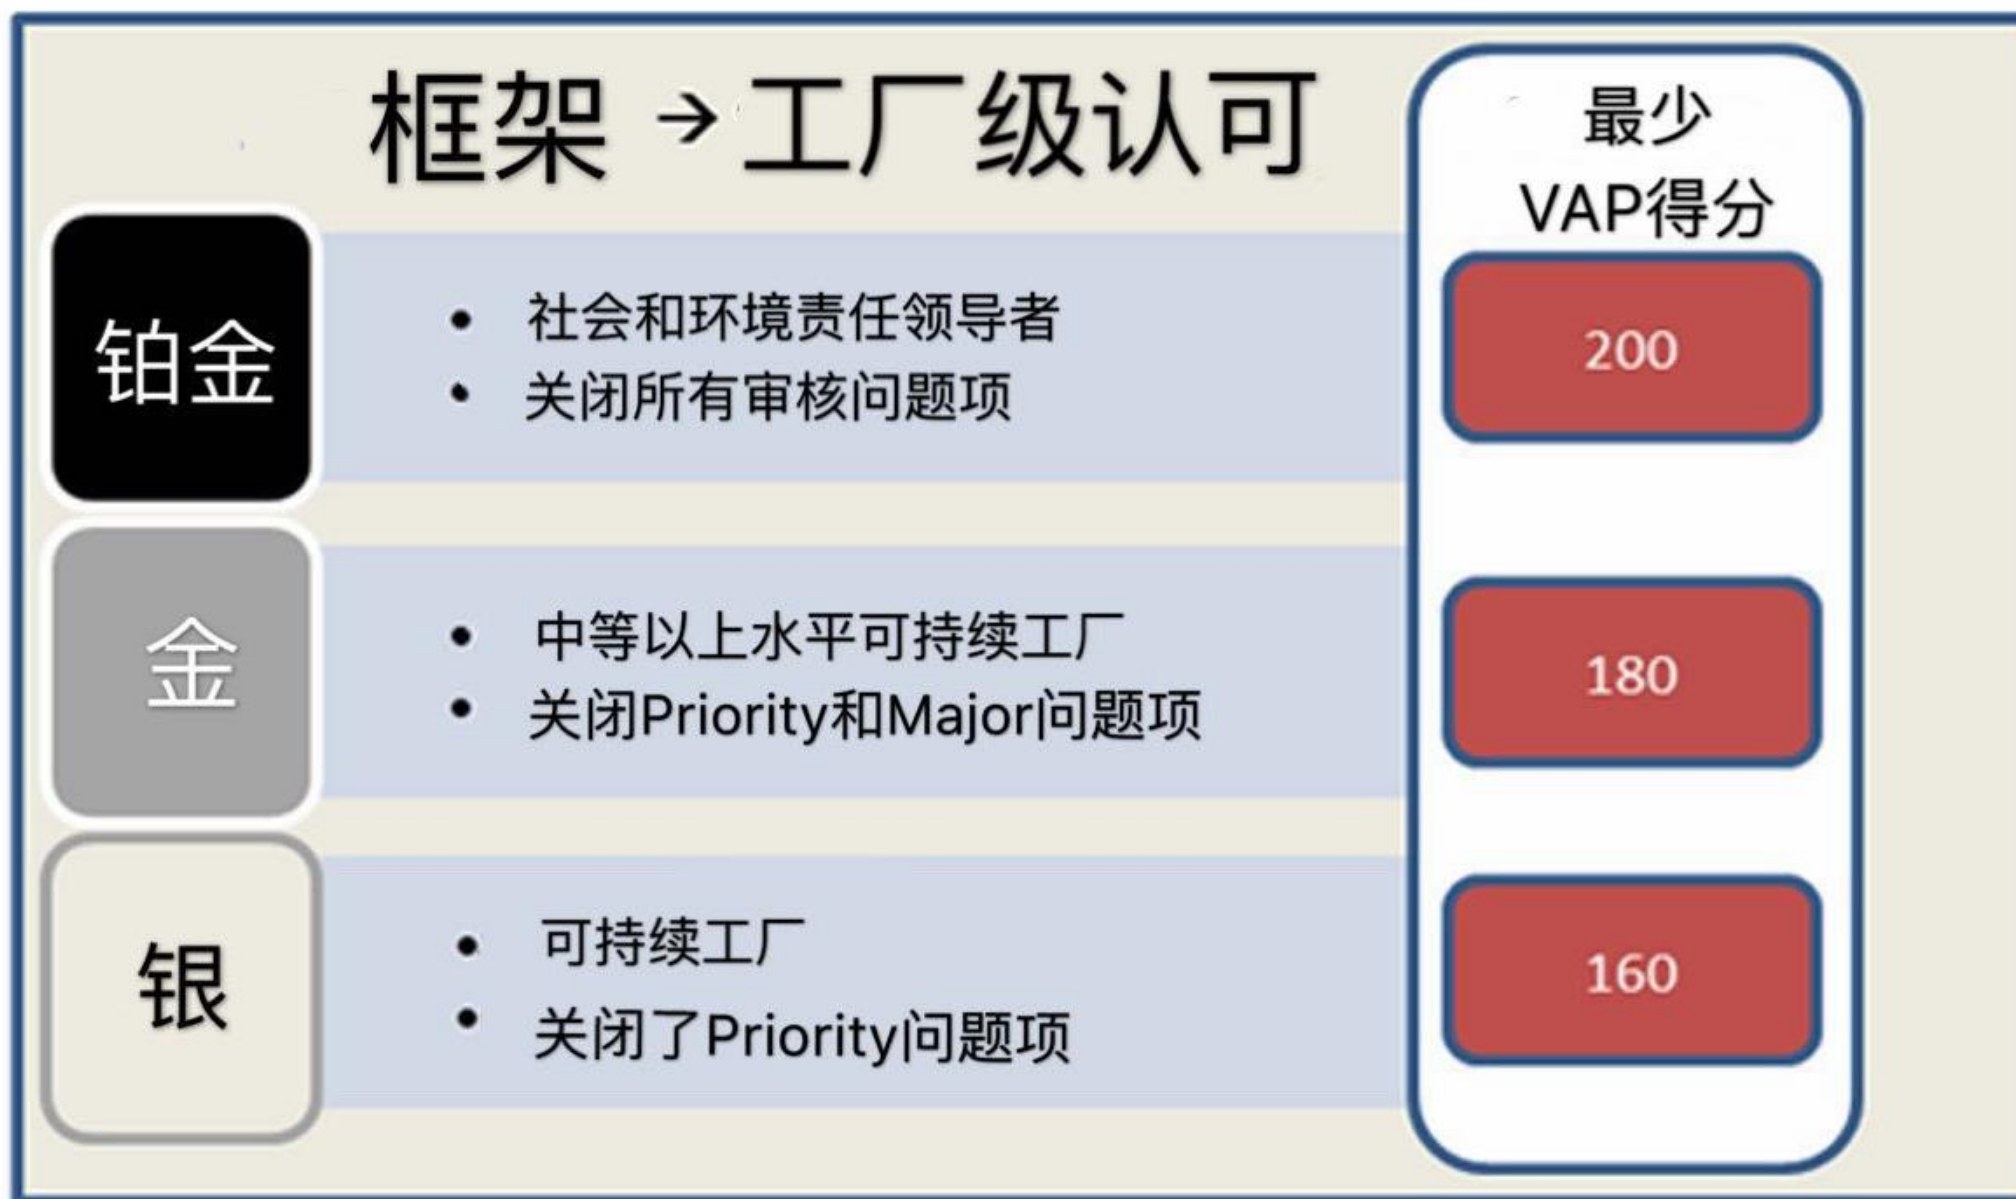 框架 → 工厂级认可
最少
VAP得分
铂金
• 社会和环境责任领导者
• 关闭所有审核问题项
200
金
• 中等以上水平可持续工厂
• 关闭Priority和Major问题项
180
银
• 可持续工厂
• 关闭了Priority问题项
160